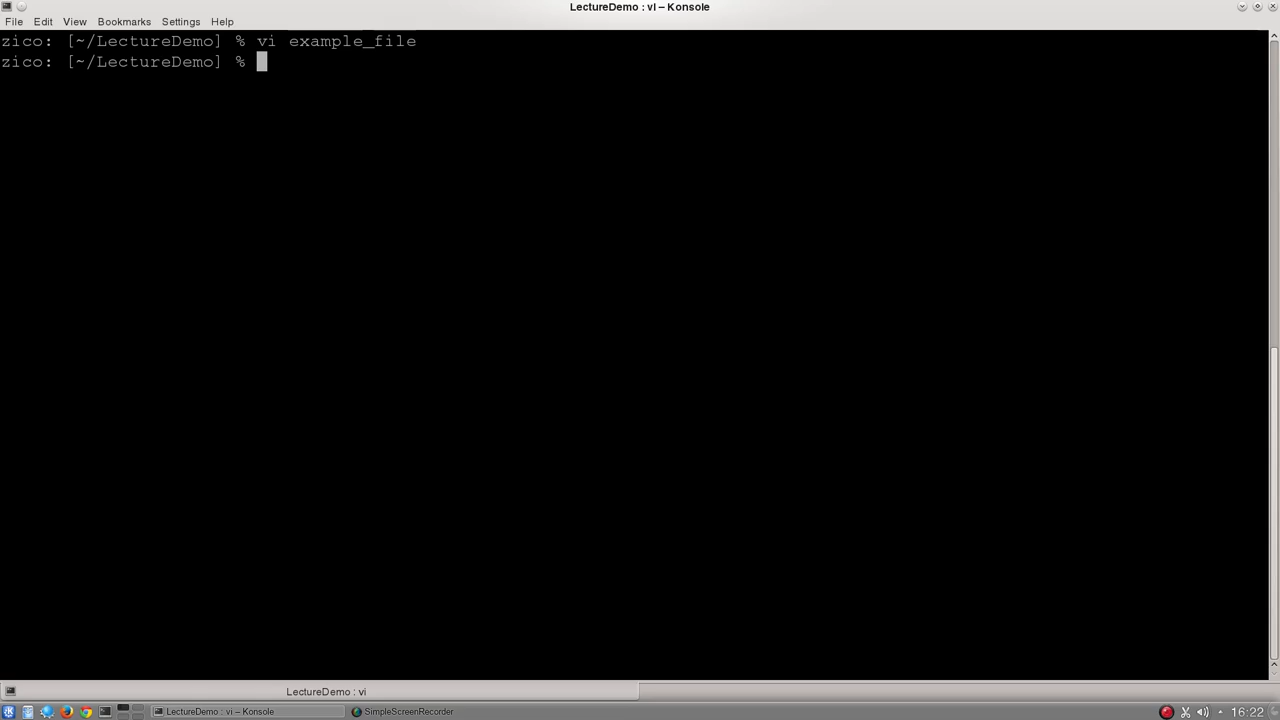 LectureDemo : vi – Konsole
File Edit View Bookmarks Settings Help
zico: [~/LectureDemo] % vi example_file
zico: [~/LectureDemo] %
LectureDemo : vi
LectureDemo : vi – Konsole SimpleScreenRecorder 16:22